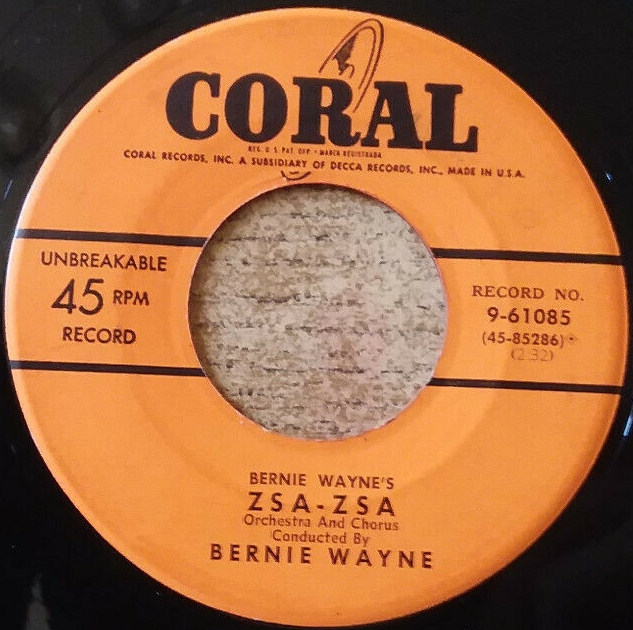 CORAL
REG. U.S. PAT. OFF. • MARCA REGISTRADA
CORAL RECORDS, INC. A SUBSIDIARY OF DECCA RECORDS, INC., MADE IN U.S.A.
UNBREAKABLE
45 RPM
RECORD
RECORD NO.
9-61085
(45-85286)
(2:32)
BERNIE WAYNE'S
ZSA-ZSA
Orchestra And Chorus
Conducted By
BERNIE WAYNE